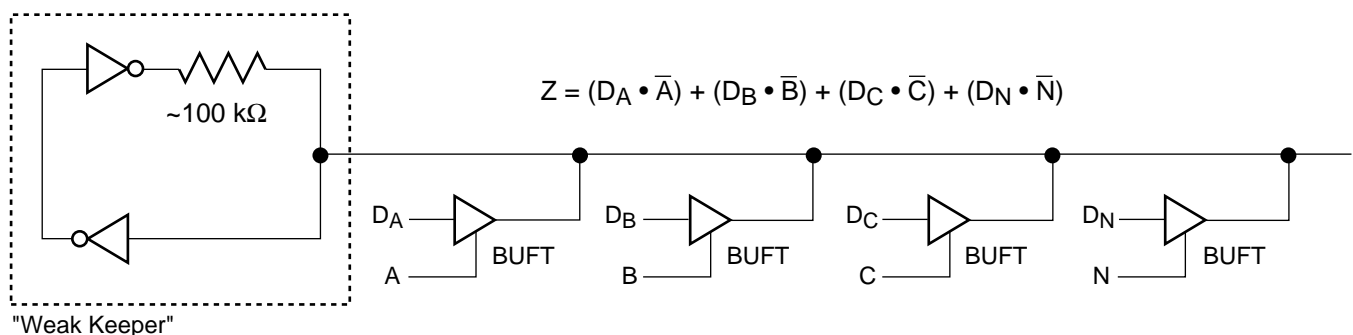 ~100 kΩ
Z = (D_A • A̅) + (D_B • B̅) + (D_C • C̅) + (D_N • N̅)
D_A
A
BUFT
D_B
B
BUFT
D_C
C
BUFT
D_N
N
BUFT
"Weak Keeper"